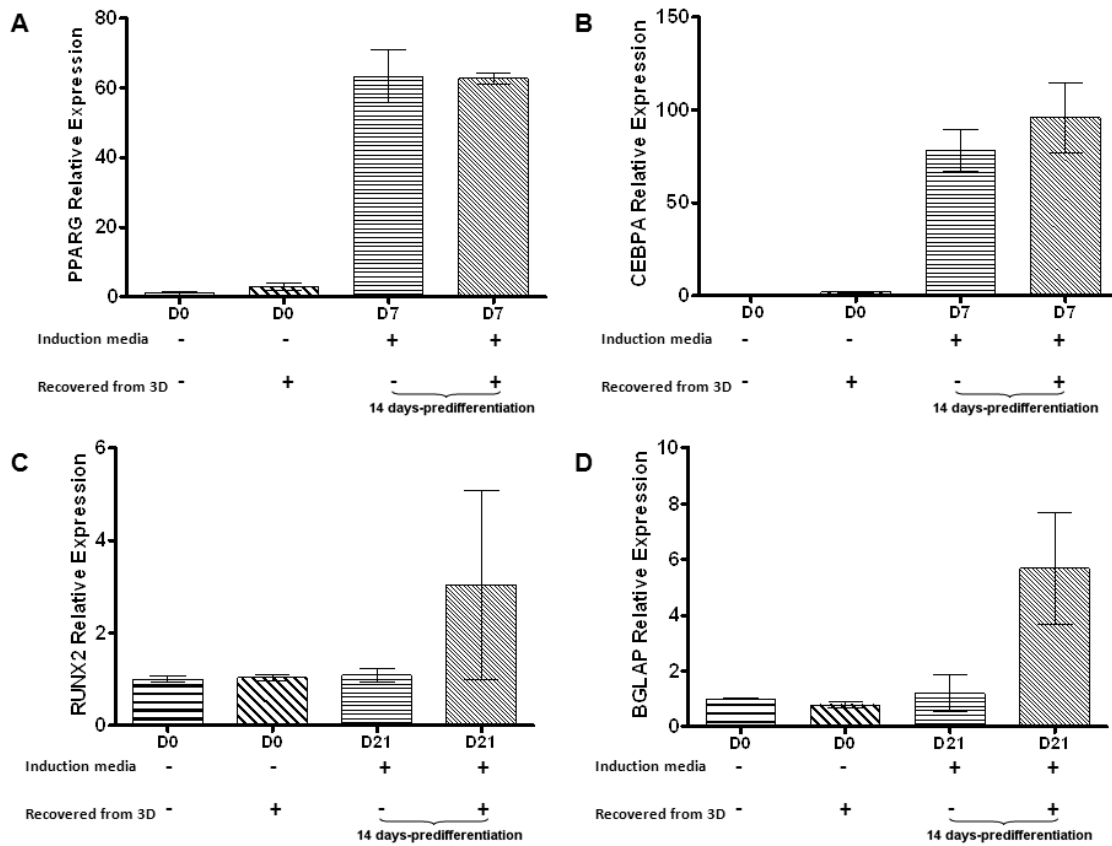 A
PPARG Relative Expression
80
60
40
20
0
D0 D0 D7 D7
Induction media - - + +
Recovered from 3D - + - +
14 days-predifferentiation
B
CEBPA Relative Expression
150
100
50
0
D0 D0 D7 D7
Induction media - - + +
Recovered from 3D - + - +
14 days-predifferentiation
C
RUNX2 Relative Expression
6
4
2
0
D0 D0 D21 D21
Induction media - - + +
Recovered from 3D - + - +
14 days-predifferentiation
D
BGLAP Relative Expression
10
8
6
4
2
0
D0 D0 D21 D21
Induction media - - + +
Recovered from 3D - + - +
14 days-predifferentiation